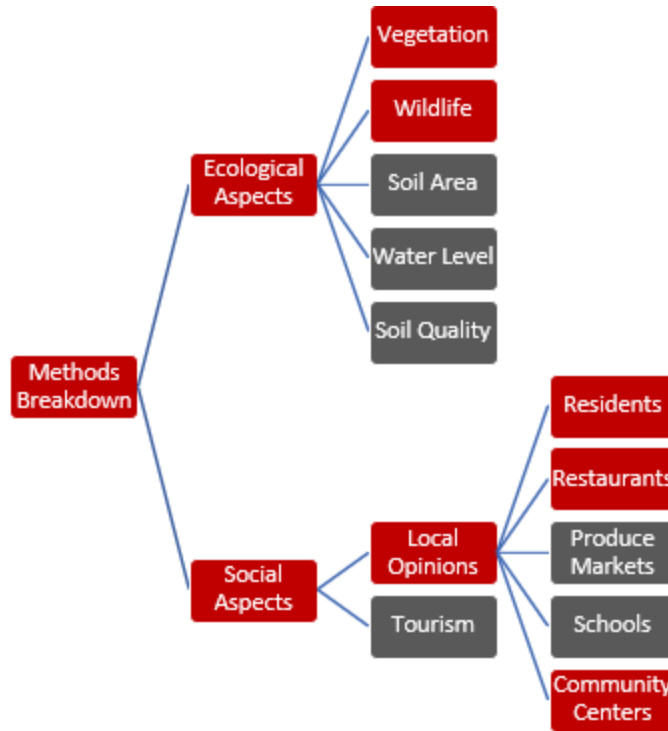 Vegetation
Wildlife
Ecological
Aspects
Soil Area
Water Level
Soil Quality
Methods
Breakdown
Residents
Restaurants
Local
Opinions
Produce
Markets
Social
Aspects
Tourism
Schools
Community
Centers